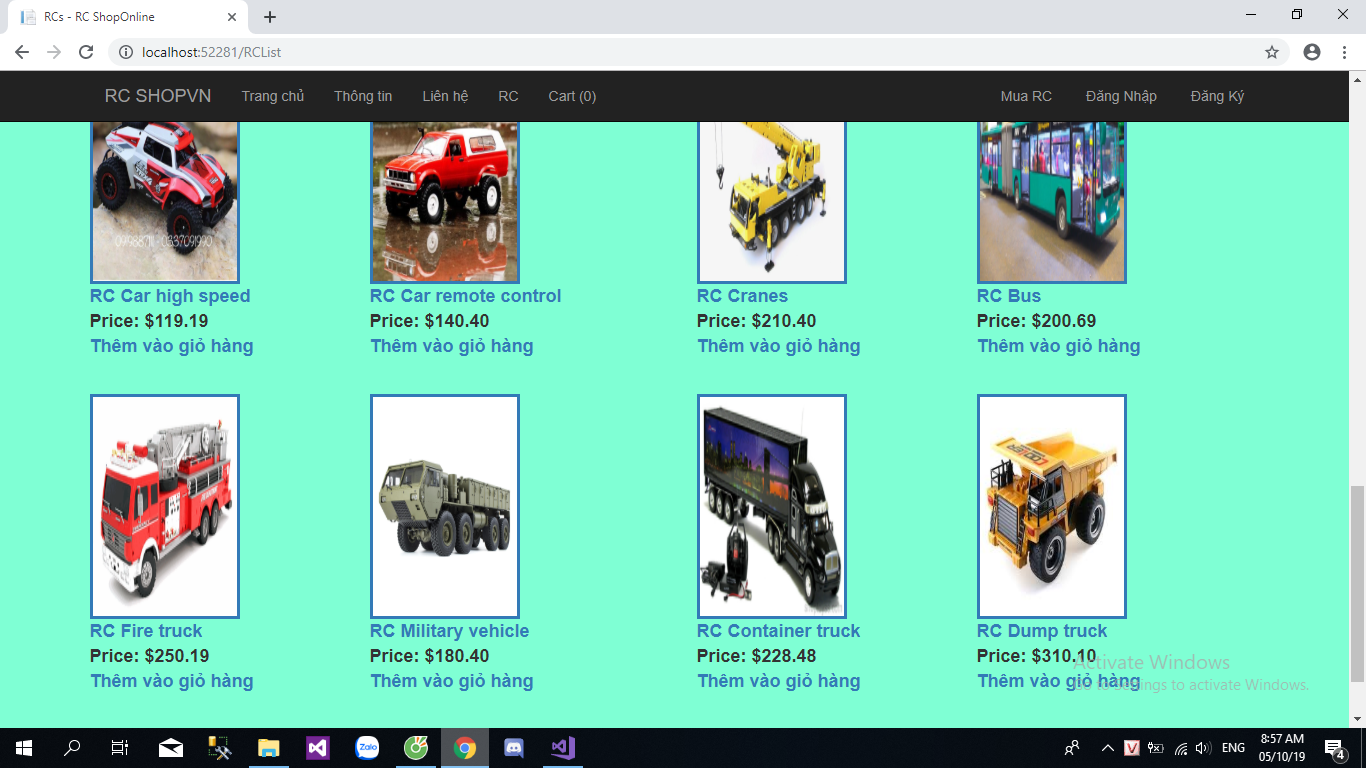 RCs - RC ShopOnline
localhost:52281/RCList
RC SHOPVN Trang chủ Thông tin Liên hệ RC Cart (0) Mua RC Đăng Nhập Đăng Ký
RC Car high speed
Price: $119.19
Thêm vào giỏ hàng
RC Car remote control
Price: $140.40
Thêm vào giỏ hàng
RC Cranes
Price: $210.40
Thêm vào giỏ hàng
RC Bus
Price: $200.69
Thêm vào giỏ hàng
RC Fire truck
Price: $250.19
Thêm vào giỏ hàng
RC Military vehicle
Price: $180.40
Thêm vào giỏ hàng
RC Container truck
Price: $228.48
Thêm vào giỏ hàng
RC Dump truck
Price: $310.10
Thêm vào giỏ hàng
Activate Windows
Go to Settings to activate Windows.
Zalo
V
ENG
8:57 AM
05/10/19
4